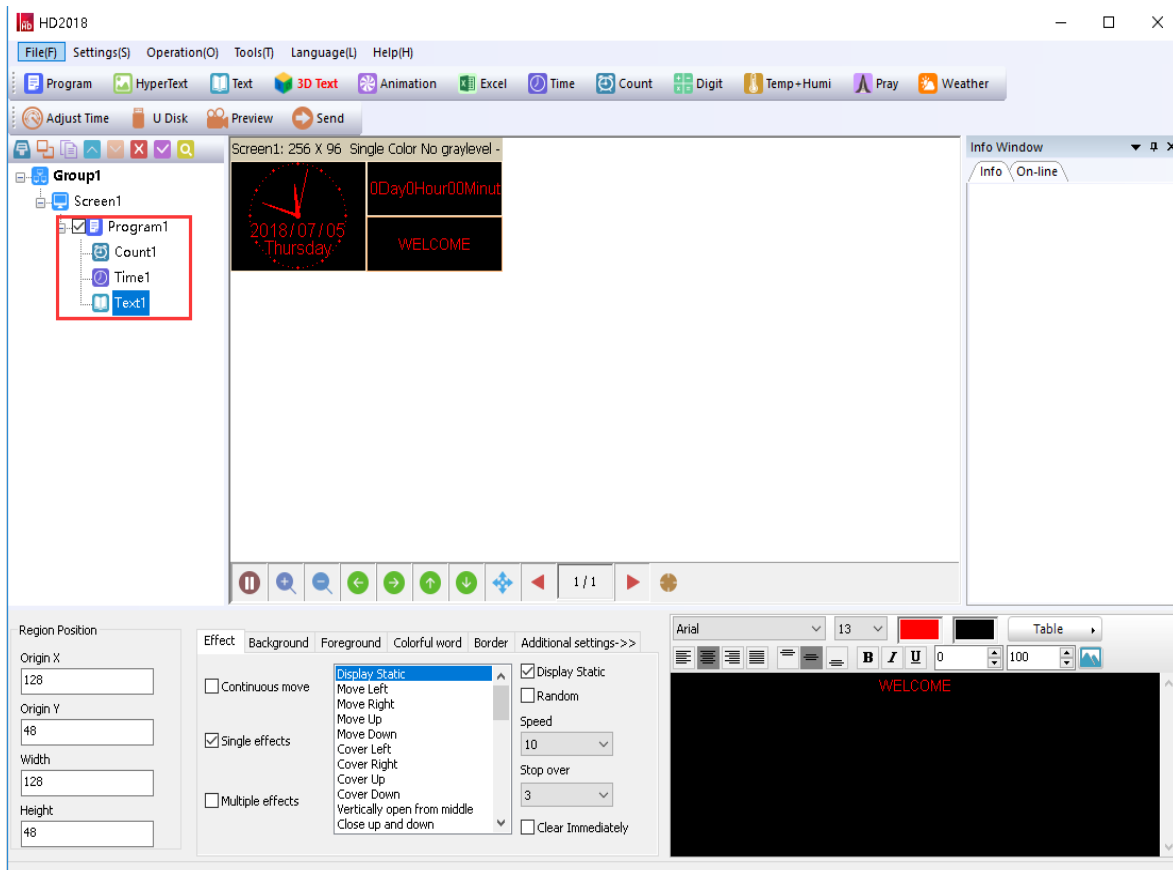 HD2018
File(F) Settings(S) Operation(O) Tools(T) Language(L) Help(H)
Program HyperText Text 3D Text Animation Excel Time Count Digit Temp+Humi Pray Weather
Adjust Time U Disk Preview Send
Group1
Screen1
Program1
Count1
Time1
Text1
Screen1: 256 X 96 Single Color No graylevel -
2018/07/05
Thursday
0Day0Hour00Minut
WELCOME
1/1
Info Window
Info On-line
Region Position
Origin X
128
Origin Y
48
Width
128
Height
48
Effect Background Foreground Colorful word Border Additional settings->>
Continuous move
Single effects
Multiple effects
Display Static
Move Left
Move Right
Move Up
Move Down
Cover Left
Cover Right
Cover Up
Cover Down
Vertically open from middle
Close up and down
Display Static
Random
Speed
10
Stop over
3
Clear Immediately
Arial 13 Table
B I U 0 100
WELCOME